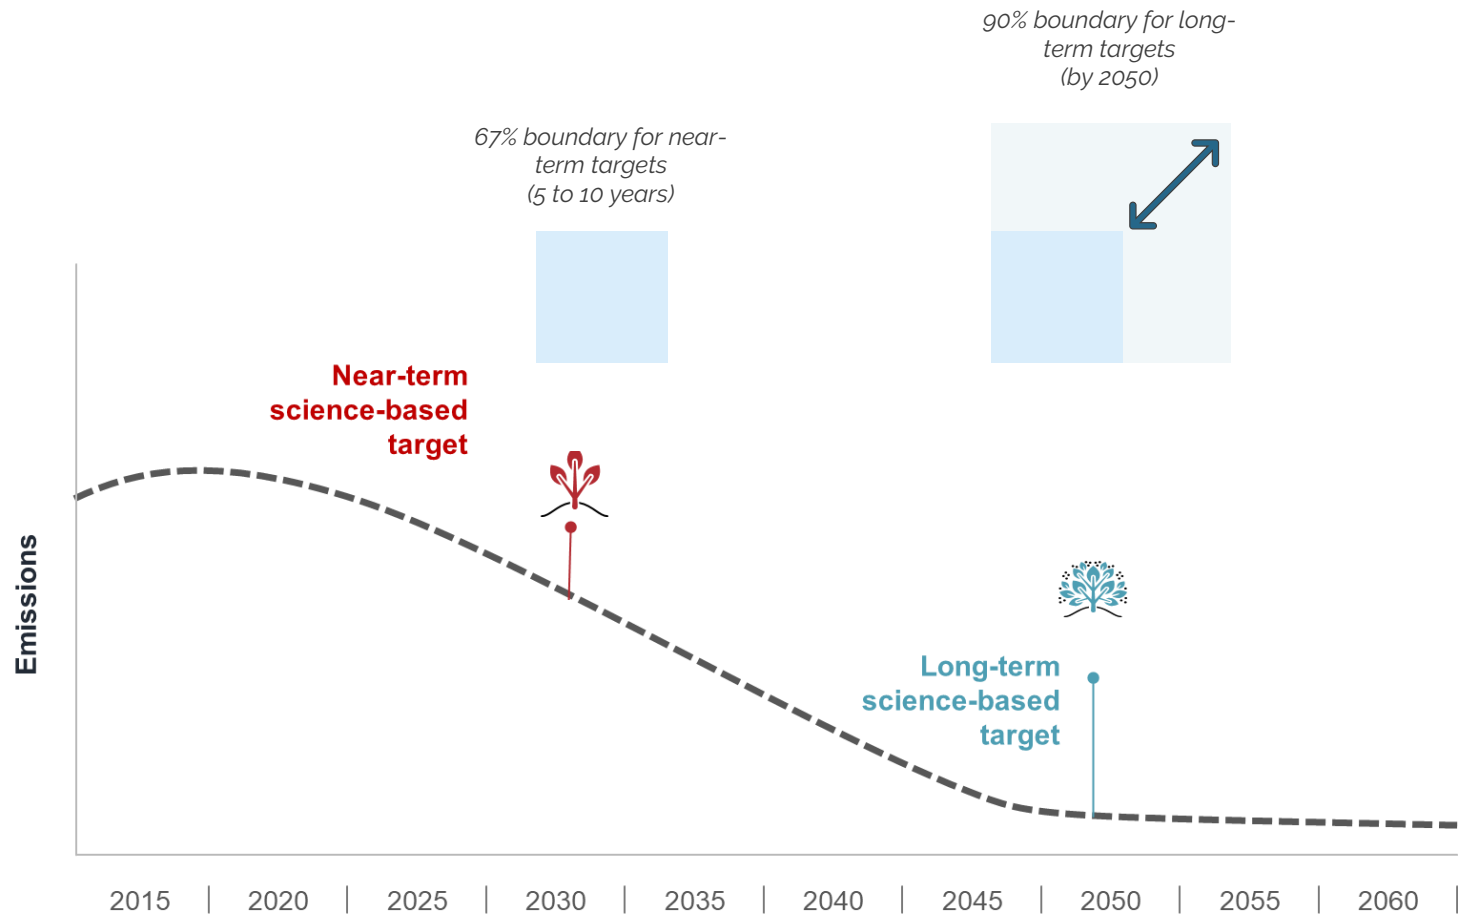 90% boundary for long-
term targets
(by 2050)
67% boundary for near-
term targets
(5 to 10 years)
Near-term
science-based
target
Long-term
science-based
target
Emissions
2015 | 2020 | 2025 | 2030 | 2035 | 2040 | 2045 | 2050 | 2055 | 2060 |